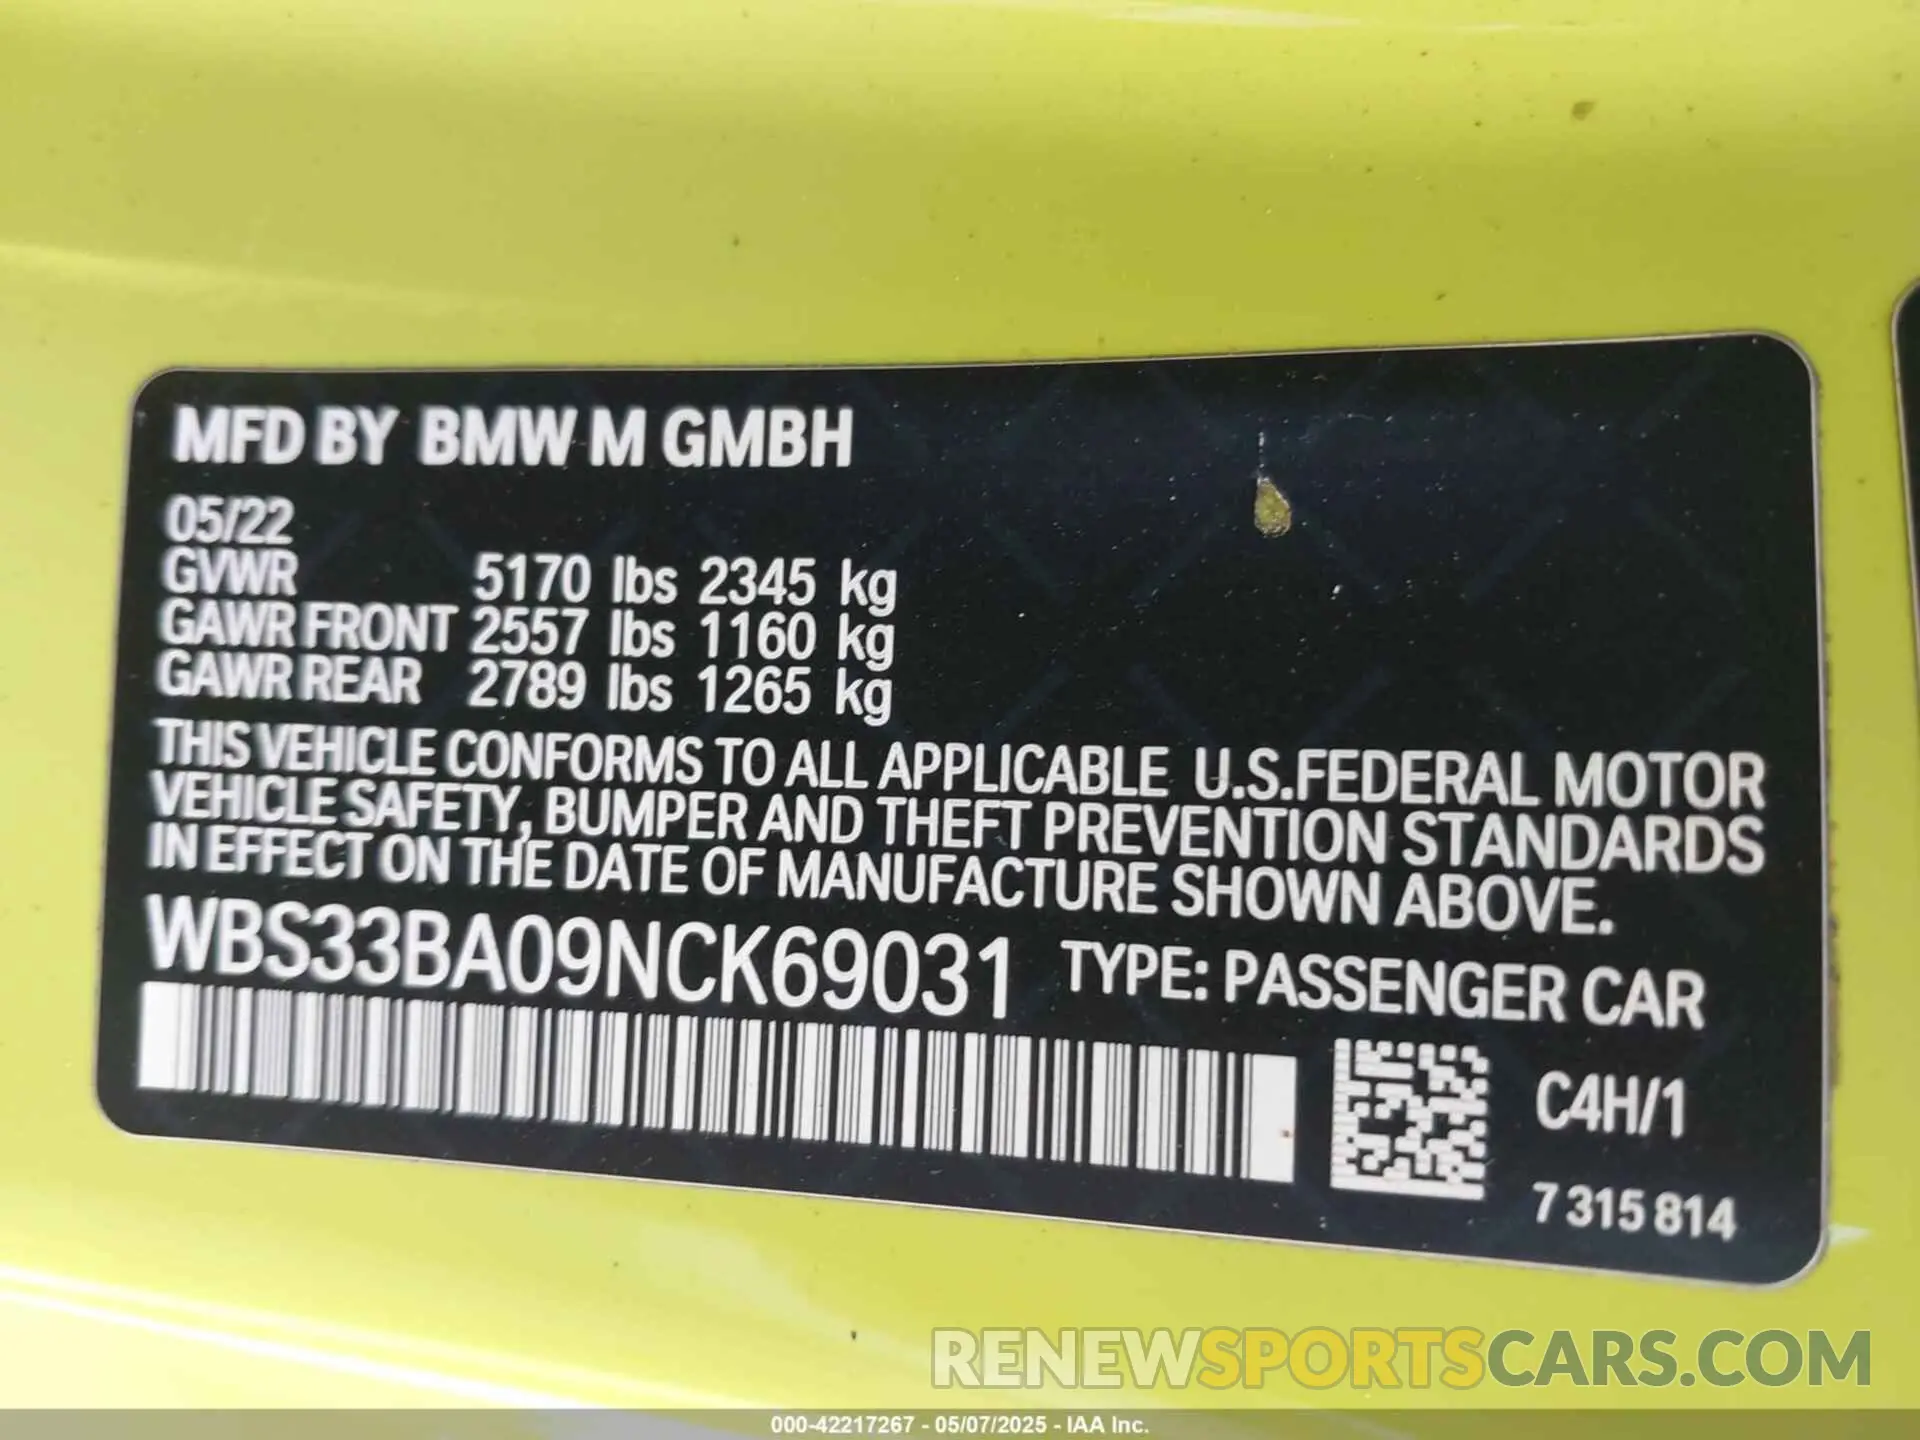 MFD BY BMW M GMBH
05/22
GVWR 5170 lbs 2345 kg
GAWR FRONT 2557 lbs 1160 kg
GAWR REAR 2789 lbs 1265 kg
THIS VEHICLE CONFORMS TO ALL APPLICABLE U.S.FEDERAL MOTOR
VEHICLE SAFETY, BUMPER AND THEFT PREVENTION STANDARDS
IN EFFECT ON THE DATE OF MANUFACTURE SHOWN ABOVE.
WBS33BA09NCK69031 TYPE: PASSENGER CAR
C4H/1
7 315 814
RENEWSPORTSCARS.COM
000-42217267 - 05/07/2025 - IAA Inc.